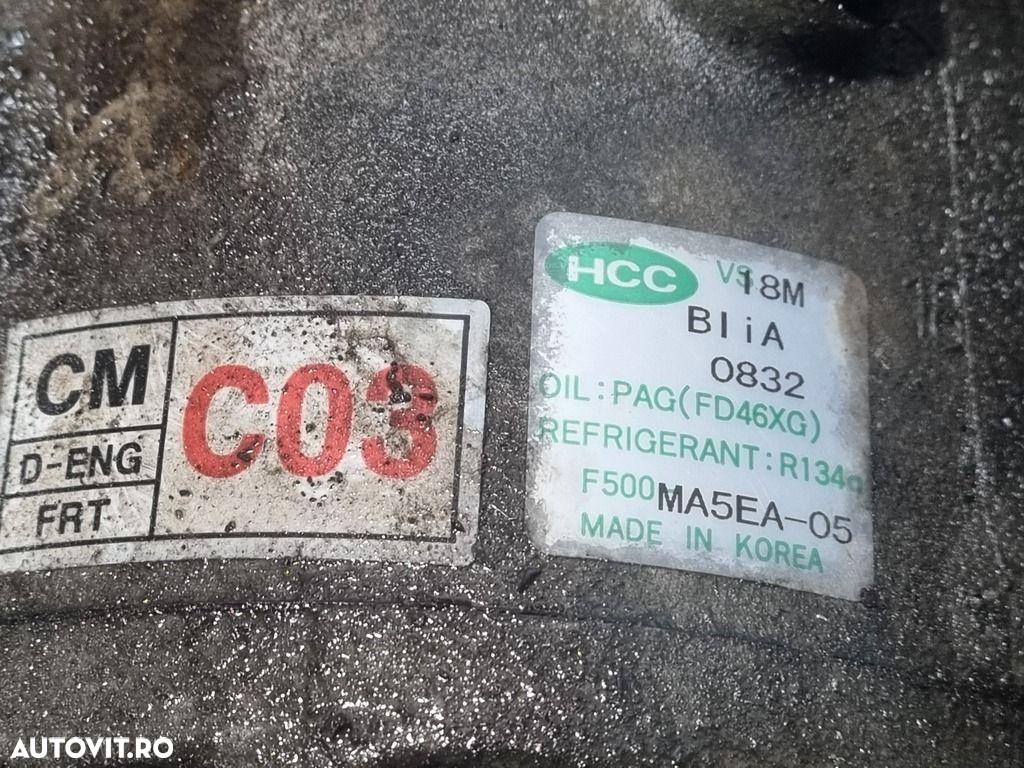 CM
D-ENG
FRT
C03
HCC VS18M
BIiA
0832
OIL:PAG(FD46XG)
REFRIGERANT:R134a
F500MA5EA-05
MADE IN KOREA
AUTOVIT.RO